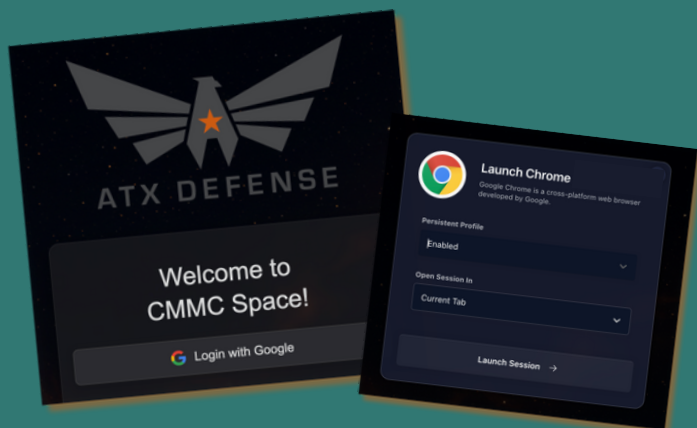 ATX DEFENSE
Welcome to
CMMC Space!
Login with Google
Launch Chrome
Google Chrome is a cross-platform web browser
developed by Google.
Persistent Profile
Enabled
Open Session In
Current Tab
Launch Session